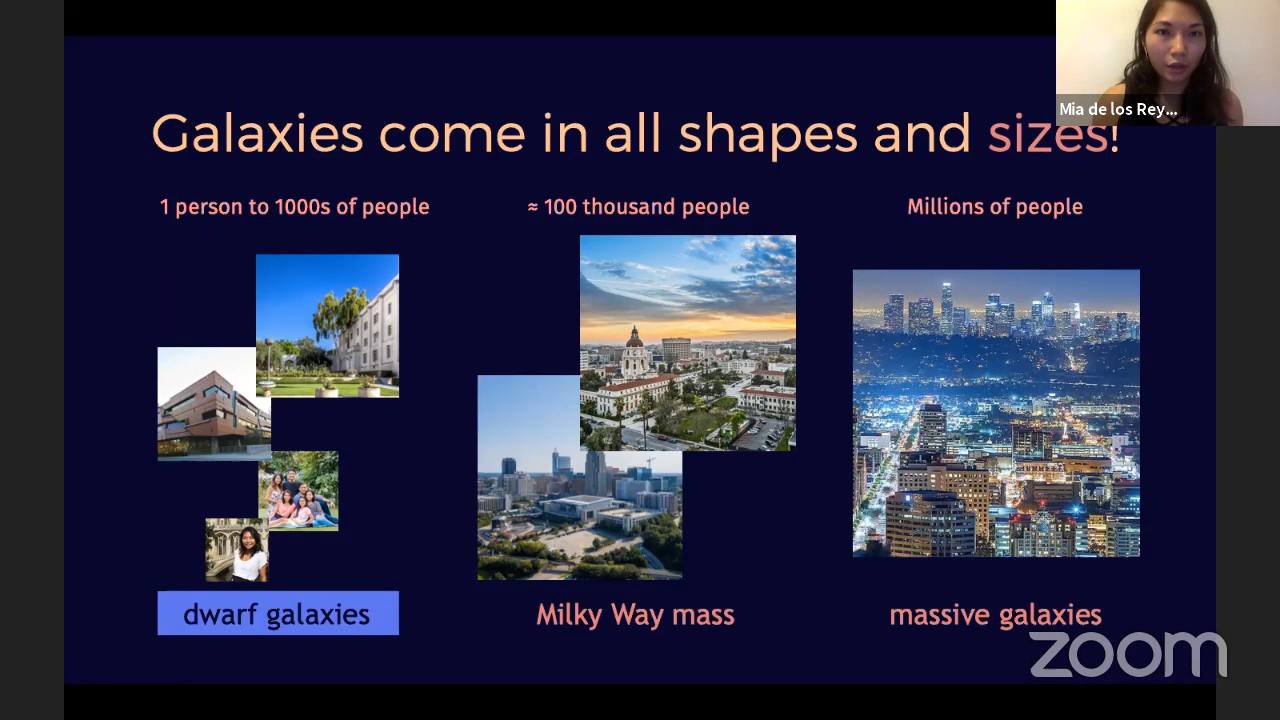 Mia de los Rey...
Galaxies come in all shapes and sizes!
1 person to 1000s of people
≈ 100 thousand people
Millions of people
dwarf galaxies
Milky Way mass
massive galaxies
zoom